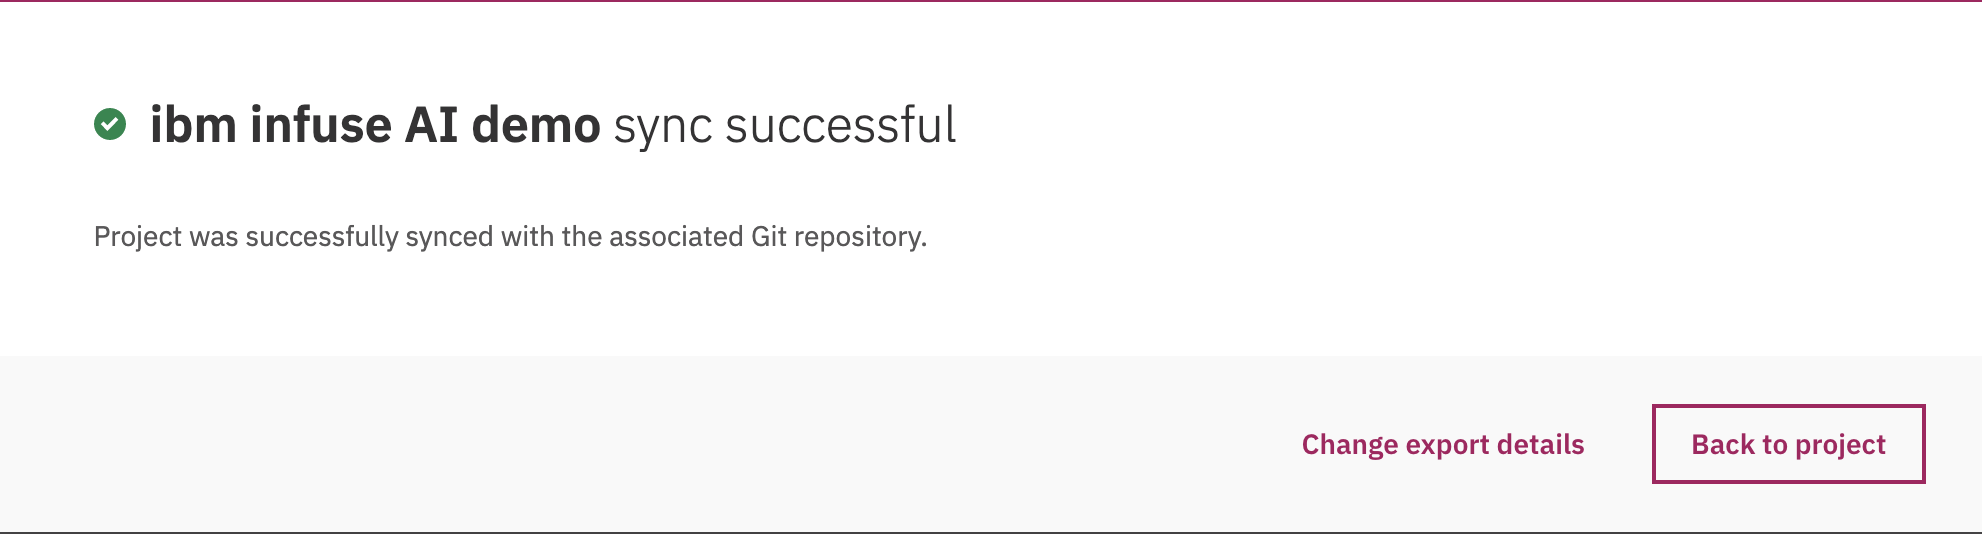 ibm infuse AI demo sync successful
Project was successfully synced with the associated Git repository.
Change export details
Back to project